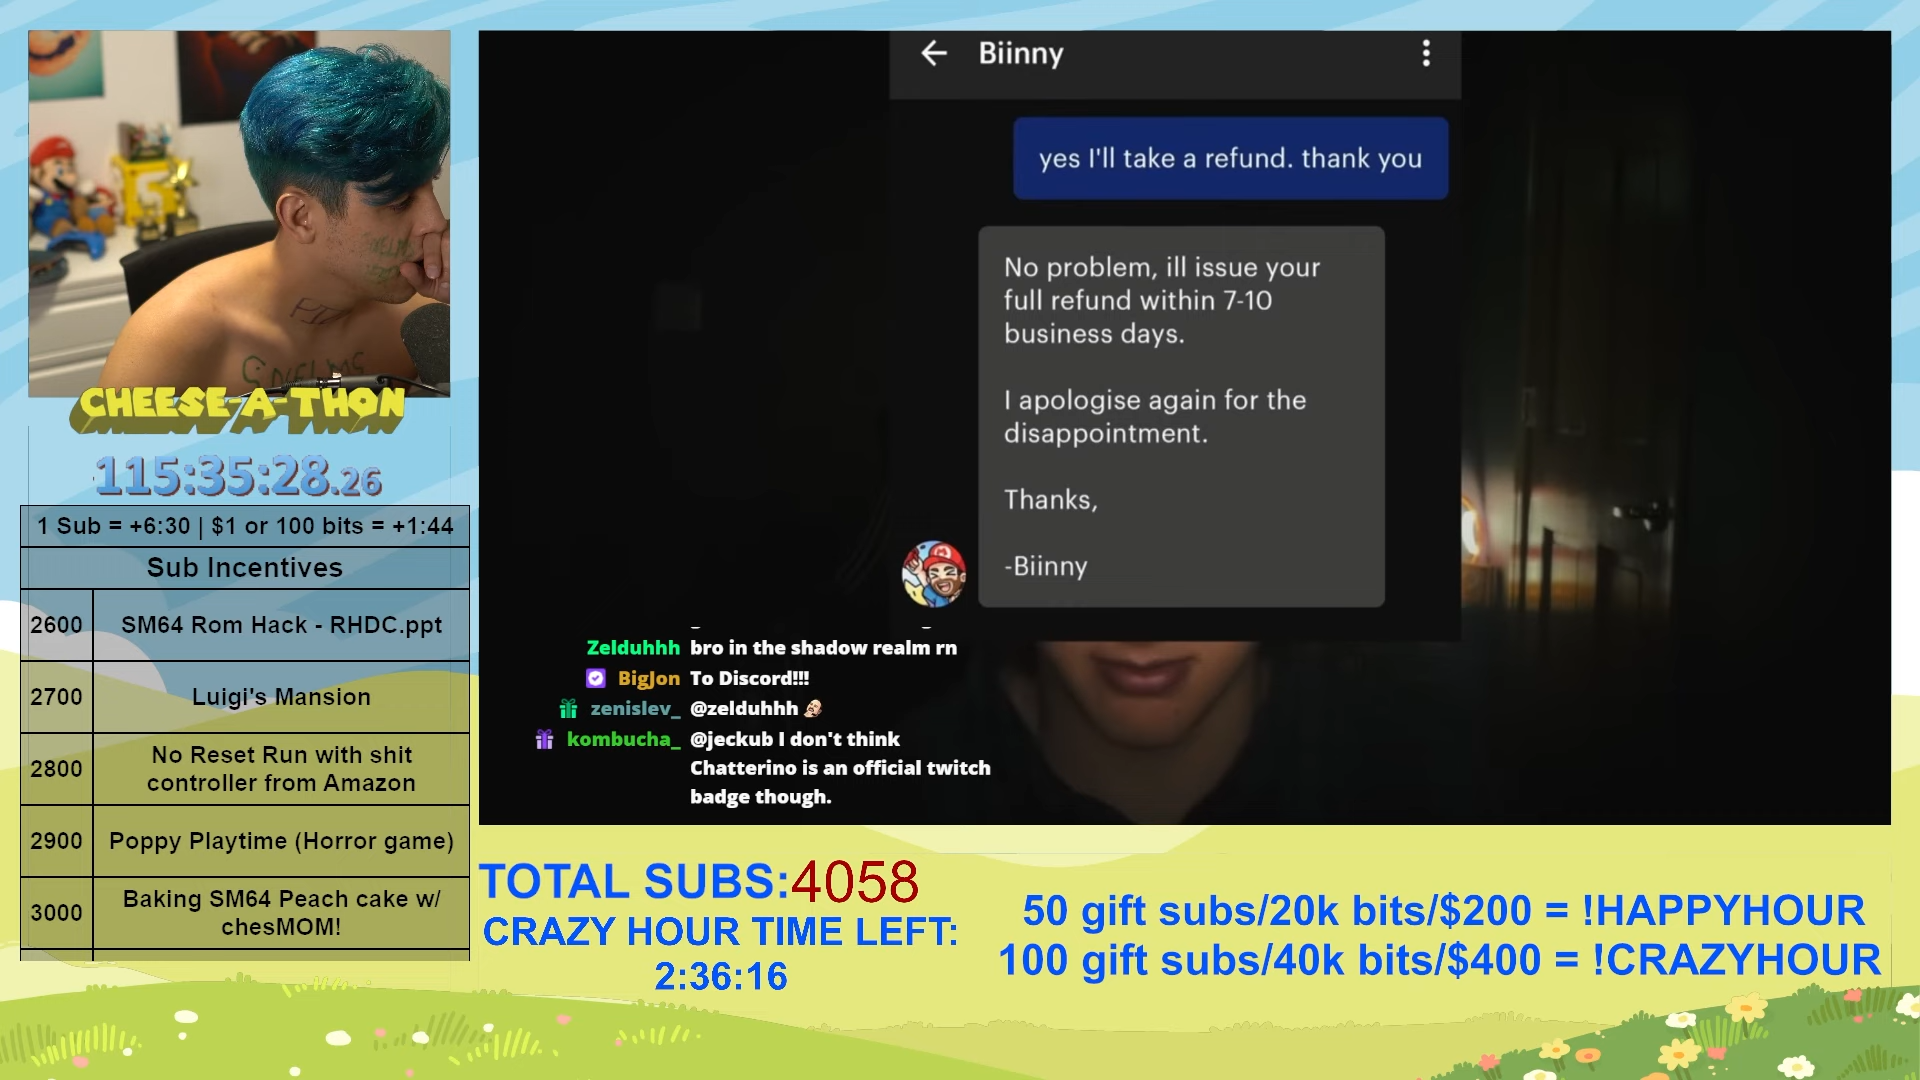 Biinny
yes I'll take a refund. thank you
No problem, ill issue your
full refund within 7-10
business days.
I apologise again for the
disappointment.
Thanks,
-Biinny
Zelduhhh bro in the shadow realm rn
BigJon To Discord!!!
zenislev_ @zelduhhh
kombucha_ @jeckub I don't think
Chatterino is an official twitch
badge though.
CHEESE-A-THON
115:35:28.26
1 Sub = +6:30 | $1 or 100 bits = +1:44
Sub Incentives
2600 SM64 Rom Hack - RHDC.ppt
2700 Luigi's Mansion
2800 No Reset Run with shit
controller from Amazon
2900 Poppy Playtime (Horror game)
3000 Baking SM64 Peach cake w/
chesMOM!
TOTAL SUBS:4058
CRAZY HOUR TIME LEFT:
2:36:16
50 gift subs/20k bits/$200 = !HAPPYHOUR
100 gift subs/40k bits/$400 = !CRAZYHOUR